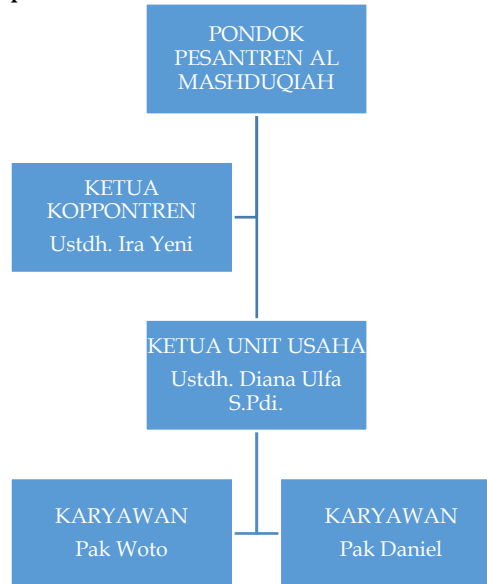 PONDOK
PESANTREN AL
MASHDUQIAH
KETUA
KOPPONTREN
Ustdh. Ira Yeni
KETUA UNIT USAHA
Ustdh. Diana Ulfa
S.Pdi.
KARYAWAN
Pak Woto
KARYAWAN
Pak Daniel